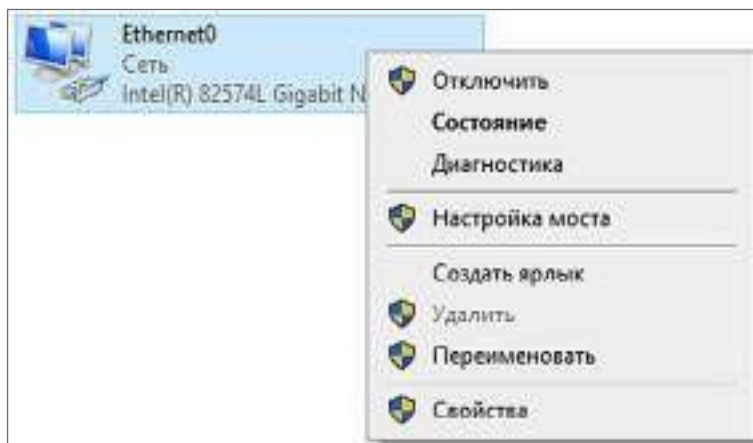 Ethernet0
Сеть
Intel(R) 82574L Gigabit N
Отключить
Состояние
Диагностика
Настройка моста
Создать ярлык
Удалить
Переименовать
Свойства